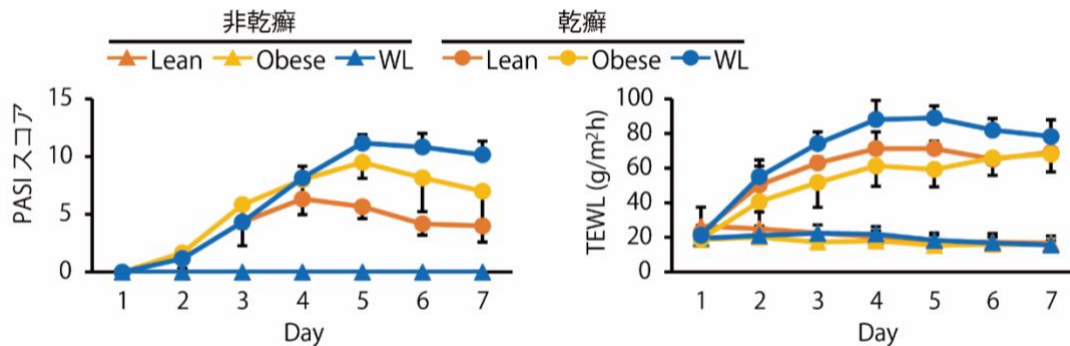 非乾癬 乾癬
Lean Obese WL Lean Obese WL
PASI スコア
15
10
5
0
1 2 3 4 5 6 7
Day
TEWL (g/m²h)
100
80
60
40
20
0
1 2 3 4 5 6 7
Day